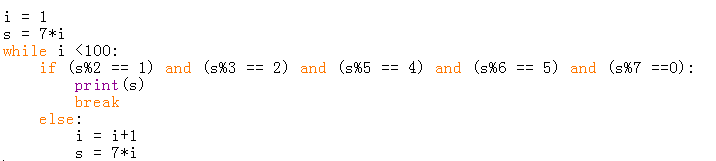 i = 1
s = 7*i
while i <100:
    if (s%2 == 1) and (s%3 == 2) and (s%5 == 4) and (s%6 == 5) and (s%7 ==0):
        print(s)
        break
    else:
        i = i+1
        s = 7*i